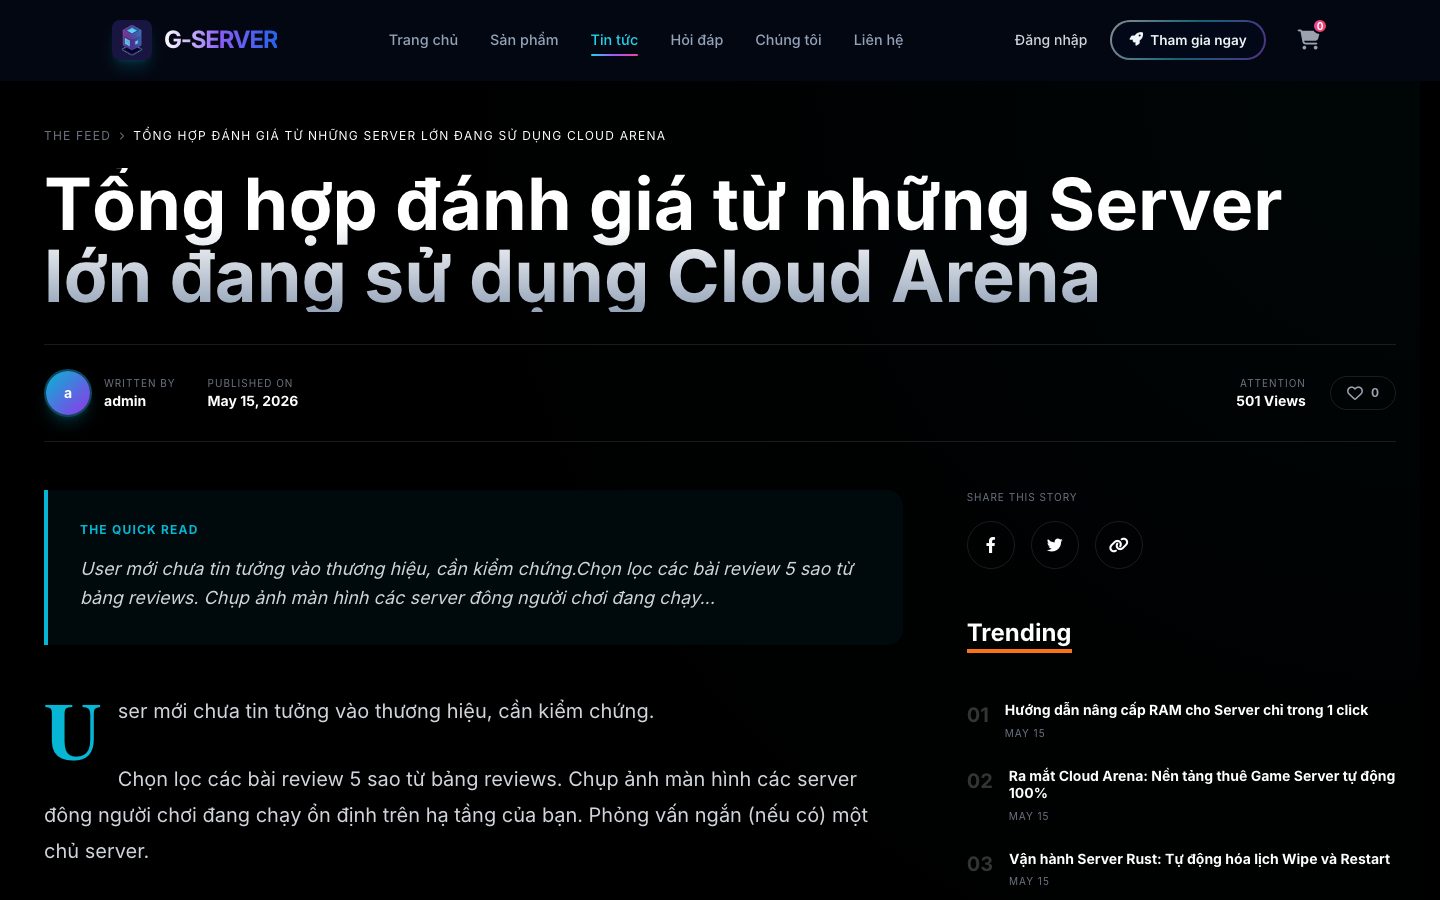 G-SERVER
Trang chủ
Sản phẩm
Tin tức
Hỏi đáp
Chúng tôi
Liên hệ
Đăng nhập
Tham gia ngay
0
THE FEED
TỔNG HỢP ĐÁNH GIÁ TỪ NHỮNG SERVER LỚN ĐANG SỬ DỤNG CLOUD ARENA
Tổng hợp đánh giá từ những Server
lớn đang sử dụng Cloud Arena
a
WRITTEN BY
admin
PUBLISHED ON
May 15, 2026
ATTENTION
501 Views
0
THE QUICK READ
User mới chưa tin tưởng vào thương hiệu, cần kiểm chứng.Chọn lọc các bài review 5 sao từ
bảng reviews. Chụp ảnh màn hình các server đông người chơi đang chạy...
User mới chưa tin tưởng vào thương hiệu, cần kiểm chứng.
Chọn lọc các bài review 5 sao từ bảng reviews. Chụp ảnh màn hình các server
đông người chơi đang chạy ổn định trên hạ tầng của bạn. Phỏng vấn ngắn (nếu có) một
chủ server.
SHARE THIS STORY
Trending
01
Hướng dẫn nâng cấp RAM cho Server chỉ trong 1 click
MAY 15
02
Ra mắt Cloud Arena: Nền tảng thuê Game Server tự động
100%
MAY 15
03
Vận hành Server Rust: Tự động hóa lịch Wipe và Restart
MAY 15